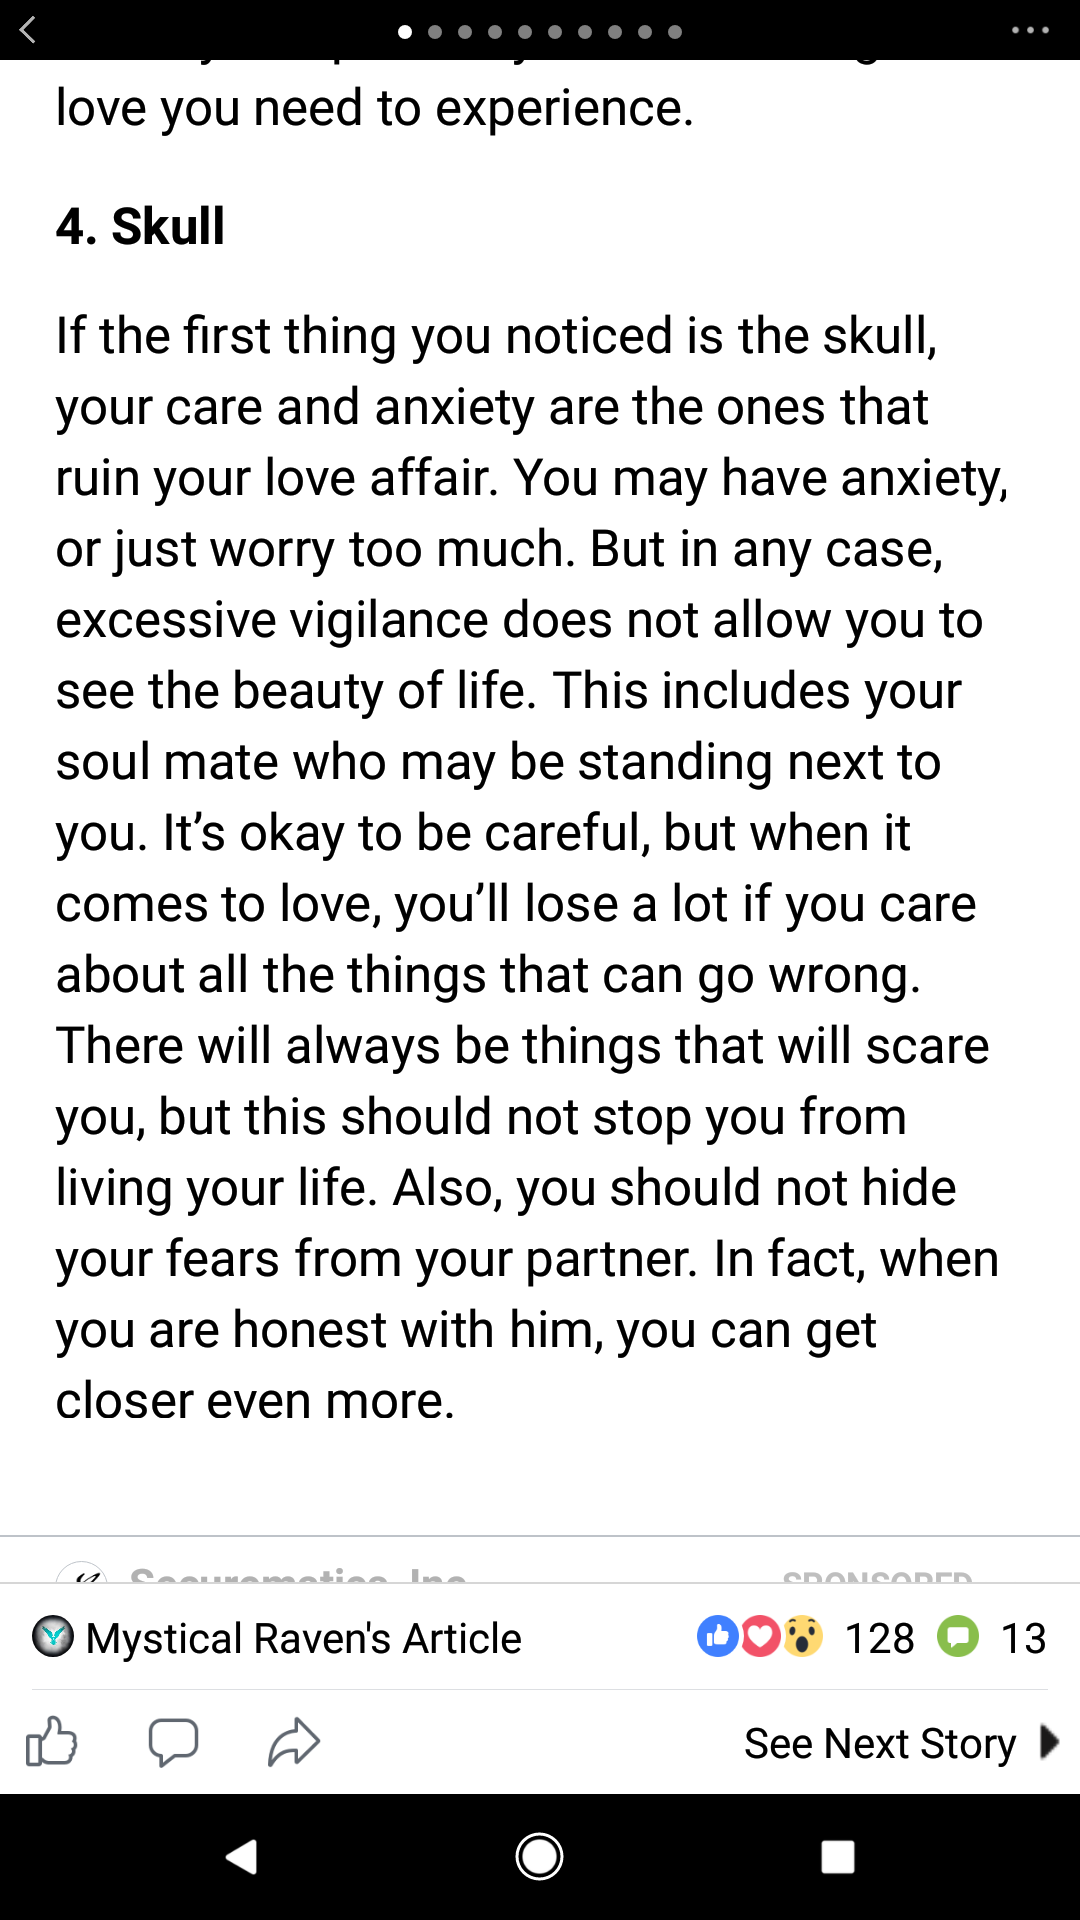 love you need to experience.
4. Skull
If the first thing you noticed is the skull,
your care and anxiety are the ones that
ruin your love affair. You may have anxiety,
or just worry too much. But in any case,
excessive vigilance does not allow you to
see the beauty of life. This includes your
soul mate who may be standing next to
you. It’s okay to be careful, but when it
comes to love, you’ll lose a lot if you care
about all the things that can go wrong.
There will always be things that will scare
you, but this should not stop you from
living your life. Also, you should not hide
your fears from your partner. In fact, when
you are honest with him, you can get
closer even more.
Securematics, Inc. SPONSORED
Mystical Raven's Article 128 13
See Next Story